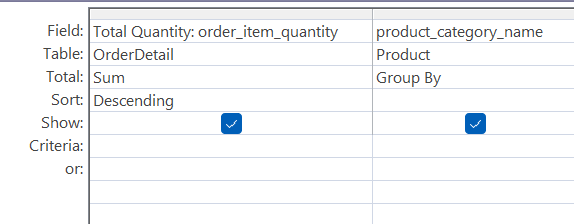 Field: Total Quantity: order_item_quantity product_category_name
Table: OrderDetail Product
Total: Sum Group By
Sort: Descending
Show:
Criteria:
or: